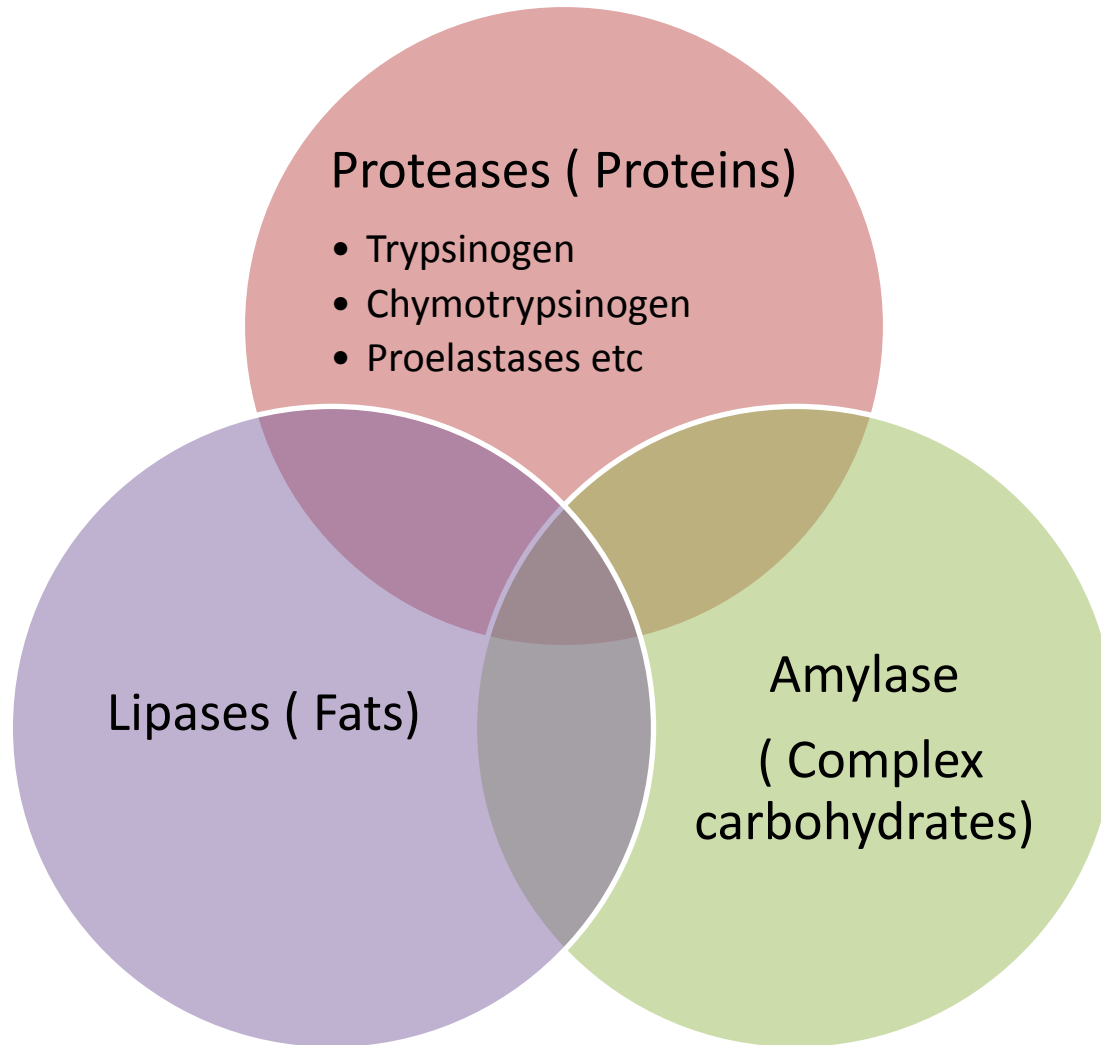 Proteases ( Proteins)
• Trypsinogen
• Chymotrypsinogen
• Proelastases etc
Lipases ( Fats)
Amylase
( Complex
carbohydrates)